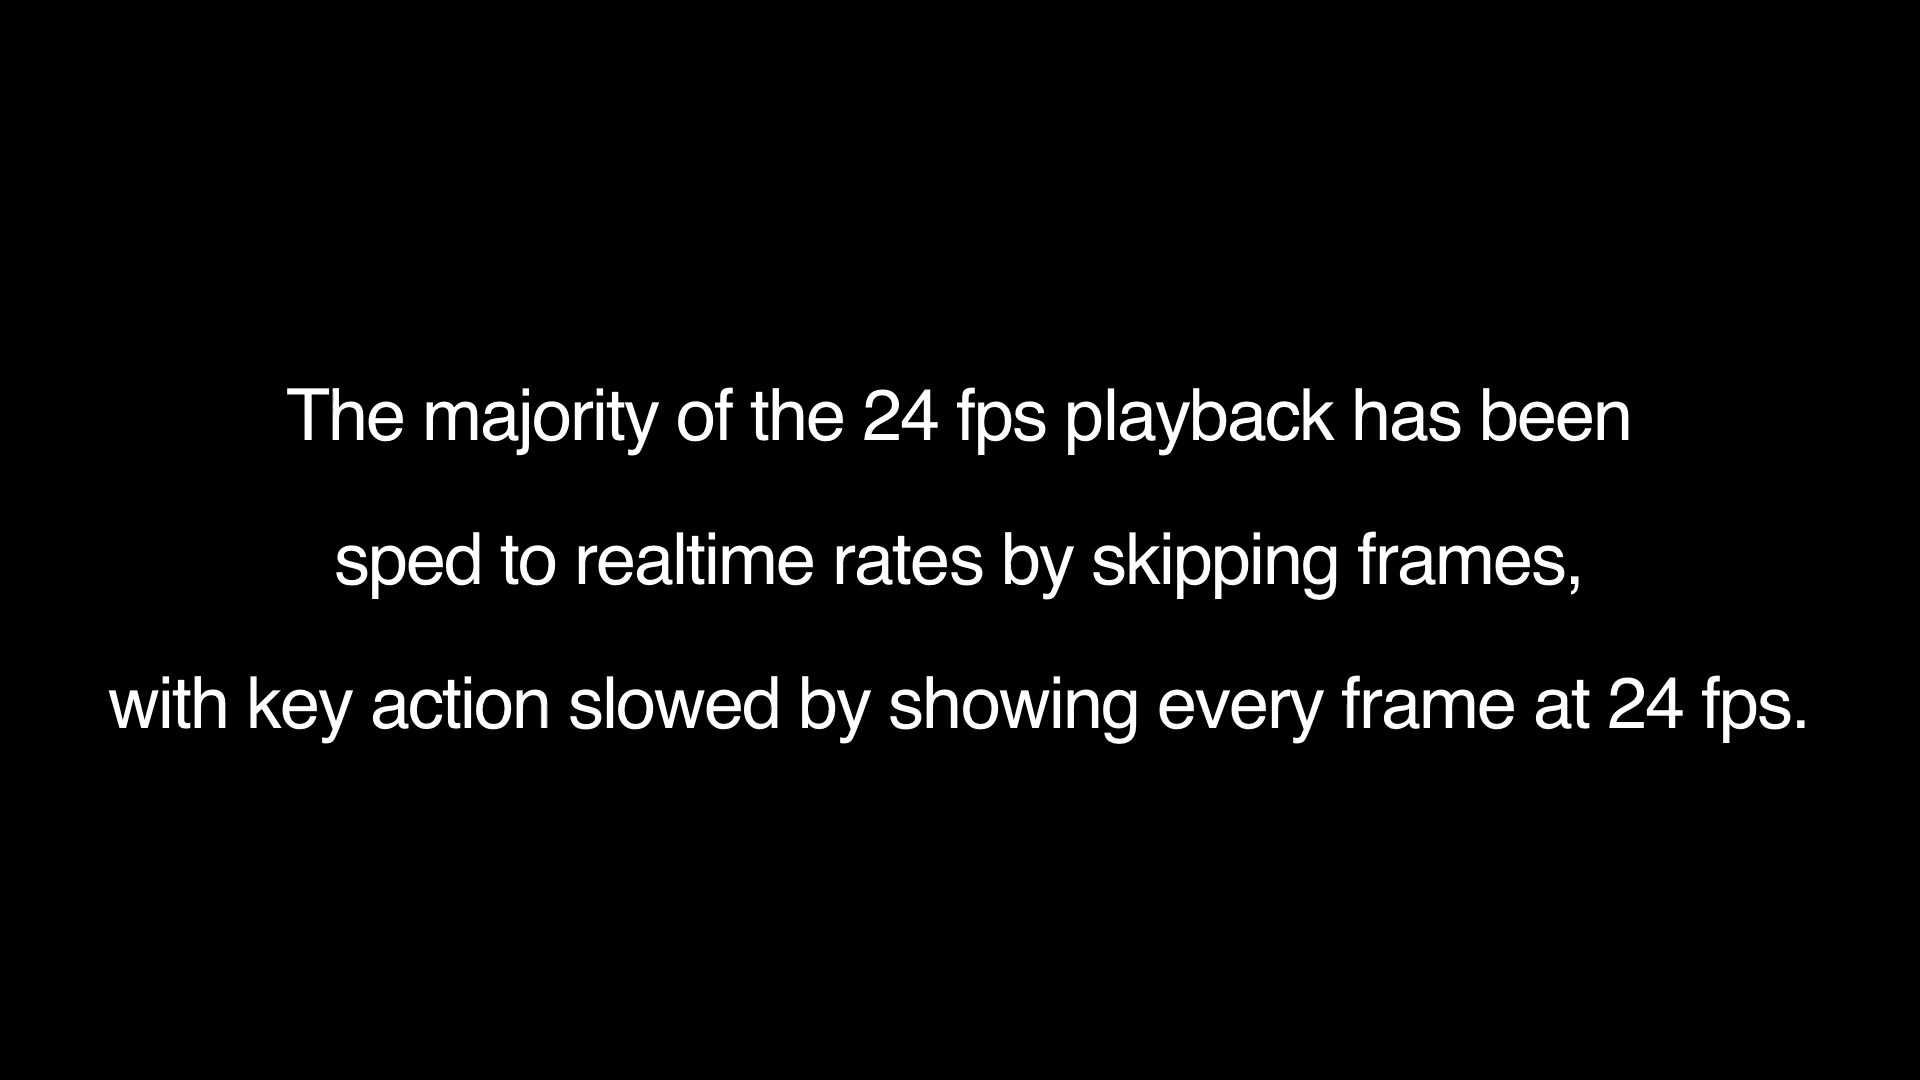 The majority of the 24 fps playback has been
sped to realtime rates by skipping frames,
with key action slowed by showing every frame at 24 fps.